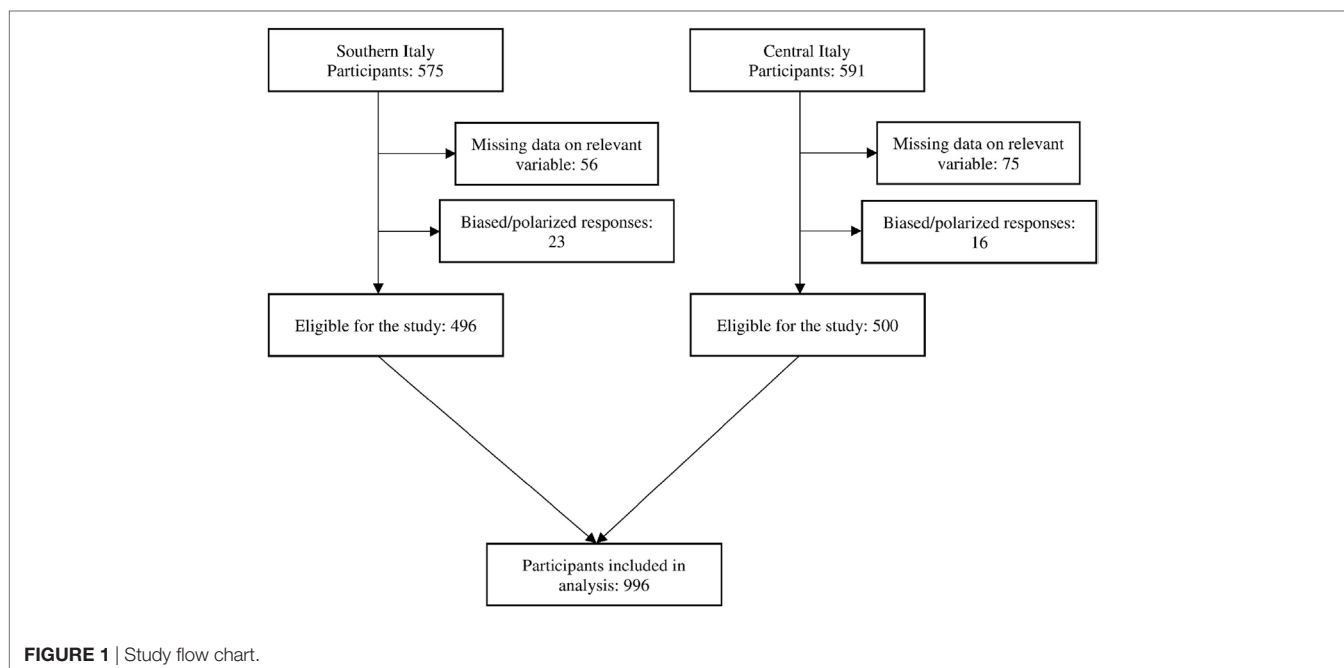 Southern Italy
Participants: 575
Central Italy
Participants: 591
Missing data on relevant
variable: 56
Missing data on relevant
variable: 75
Biased/polarized responses:
23
Biased/polarized responses:
16
Eligible for the study: 496
Eligible for the study: 500
Participants included in
analysis: 996
FIGURE 1 | Study flow chart.